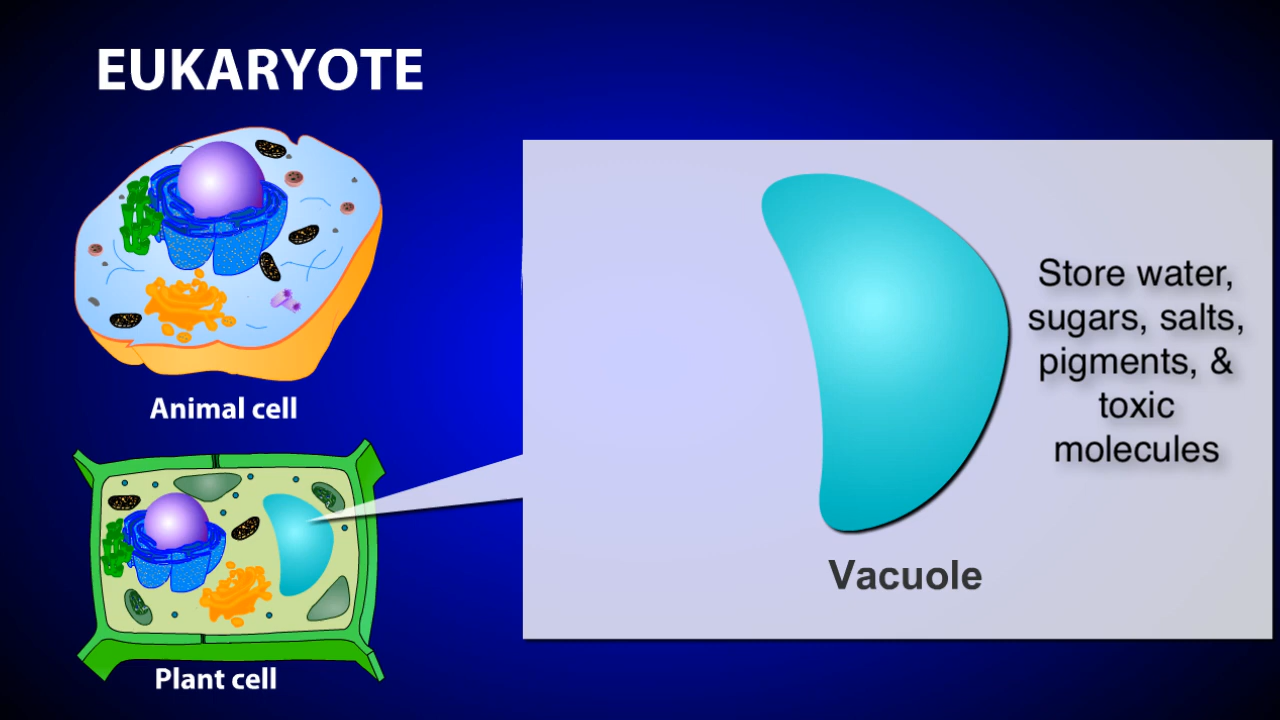 EUKARYOTE
Animal cell
Plant cell
Store water,
sugars, salts,
pigments, &
toxic
molecules
Vacuole